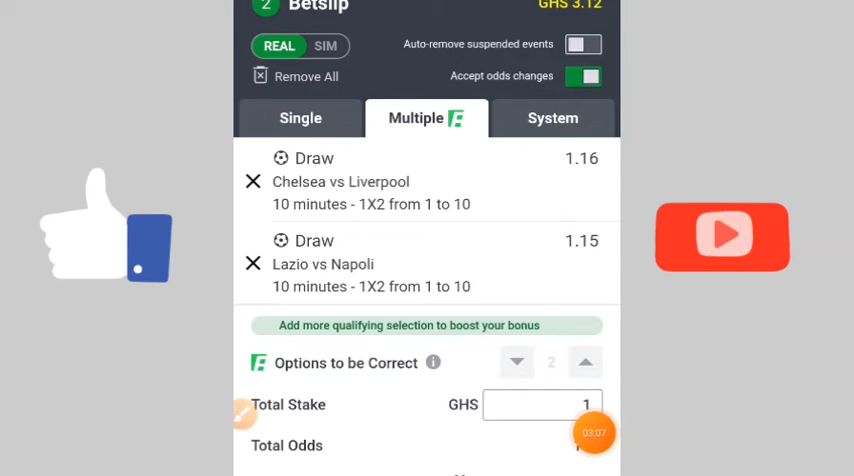 2 Betslip GHS 3.12
REAL SIM Auto-remove suspended events
Remove All Accept odds changes
Single Multiple System
Draw 1.16
Chelsea vs Liverpool
10 minutes - 1X2 from 1 to 10
Draw 1.15
Lazio vs Napoli
10 minutes - 1X2 from 1 to 10
Add more qualifying selection to boost your bonus
Options to be Correct i 2
Total Stake GHS 1
03:07
Total Odds